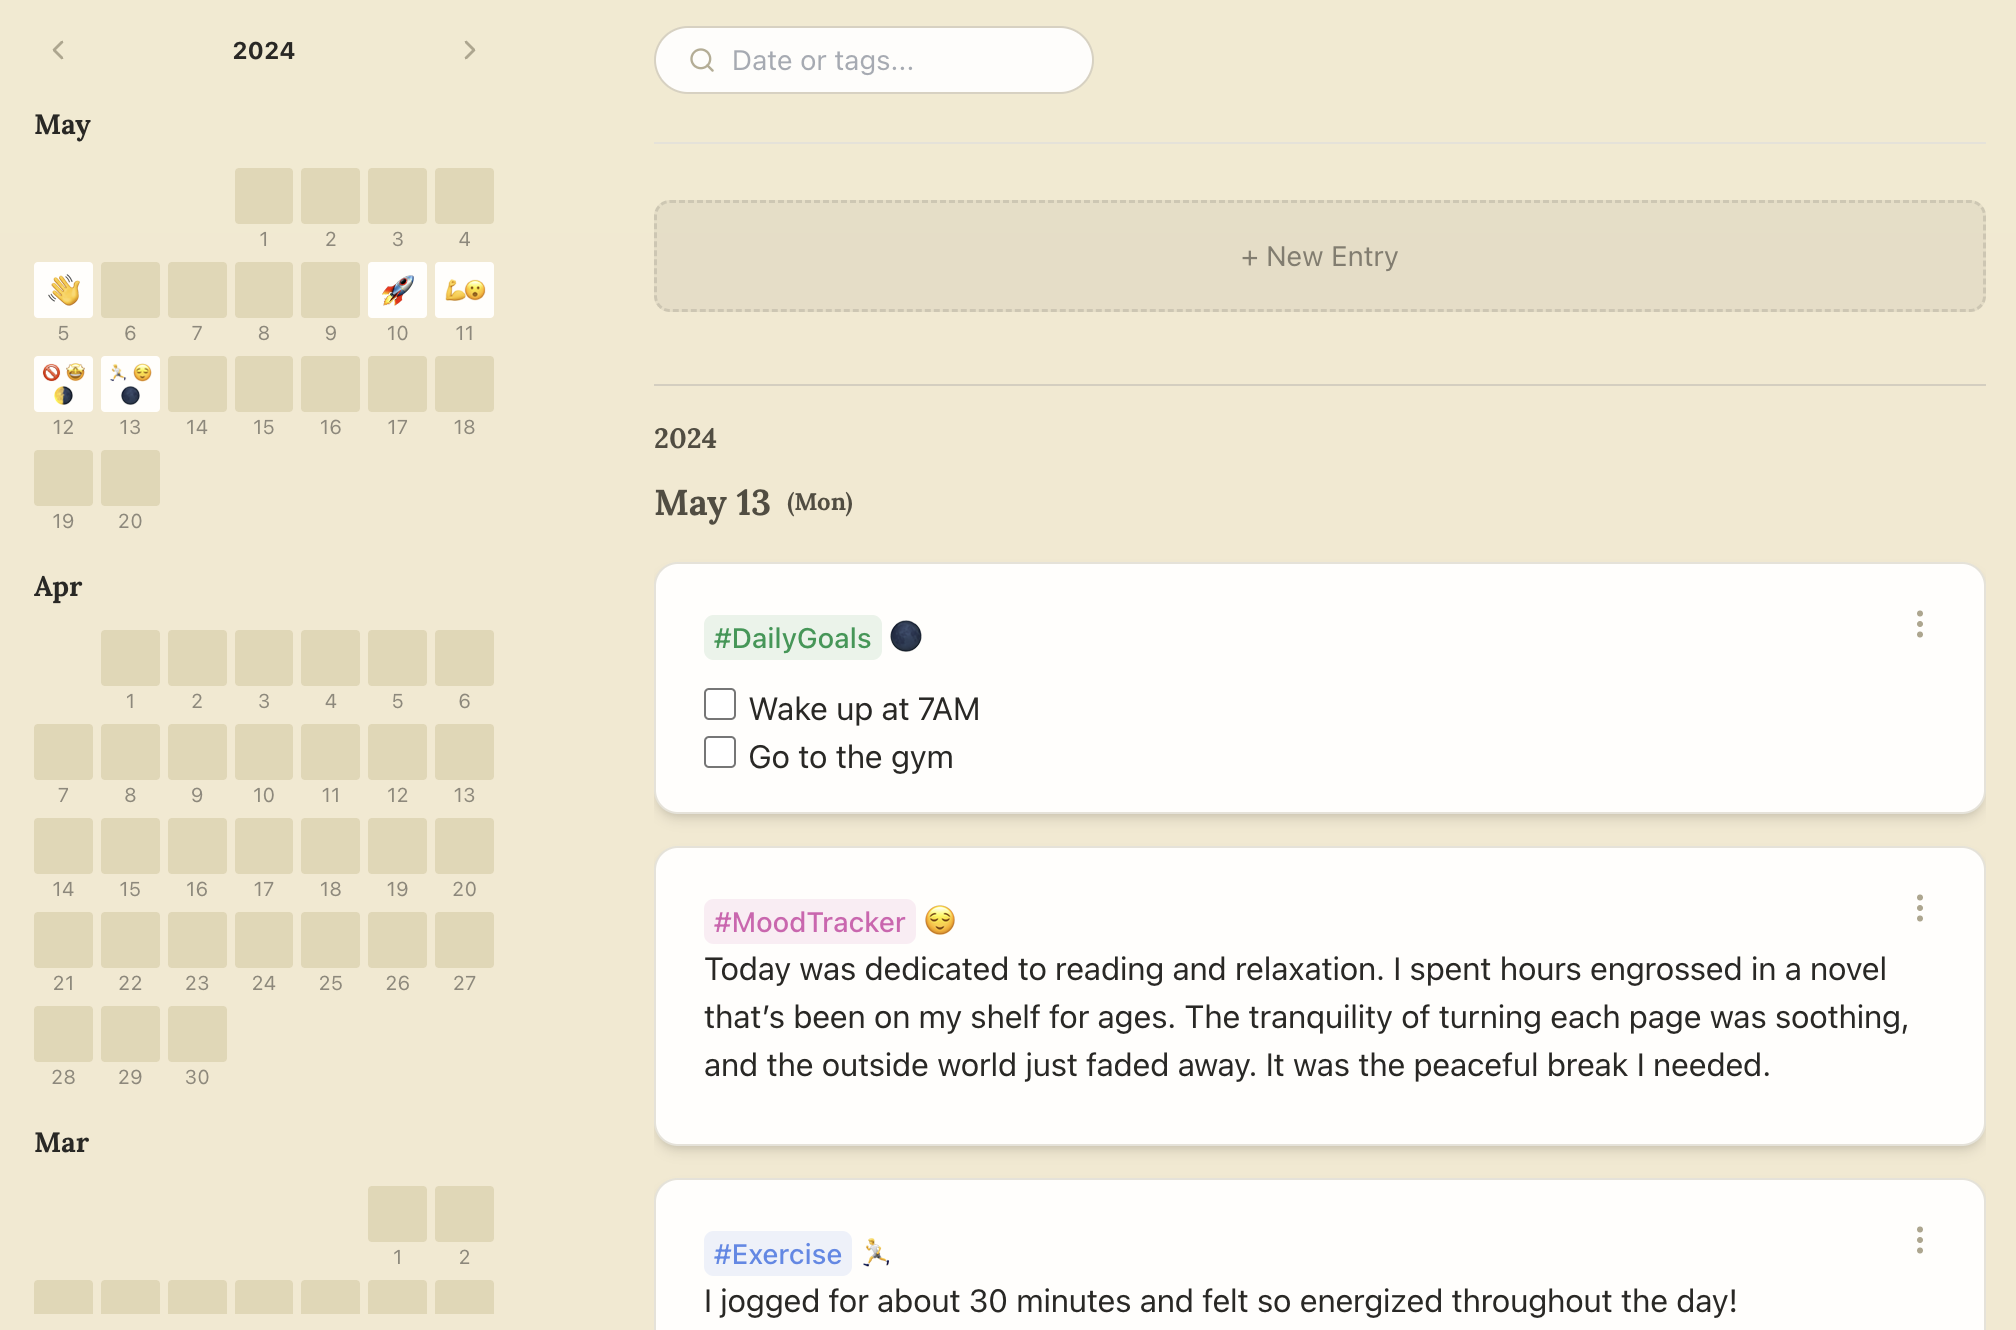 2024
May
1 2 3 4
👋 🚀 💪😮
5 6 7 8 9 10 11
🚫 🤩 🏃 😌
🌗 🌑
12 13 14 15 16 17 18
19 20
Apr
1 2 3 4 5 6
7 8 9 10 11 12 13
14 15 16 17 18 19 20
21 22 23 24 25 26 27
28 29 30
Mar
1 2
Date or tags...
+ New Entry
2024
May 13 (Mon)
#DailyGoals 🌑
Wake up at 7AM
Go to the gym
#MoodTracker 😌
Today was dedicated to reading and relaxation. I spent hours engrossed in a novel
that’s been on my shelf for ages. The tranquility of turning each page was soothing,
and the outside world just faded away. It was the peaceful break I needed.
#Exercise 🏃
I jogged for about 30 minutes and felt so energized throughout the day!